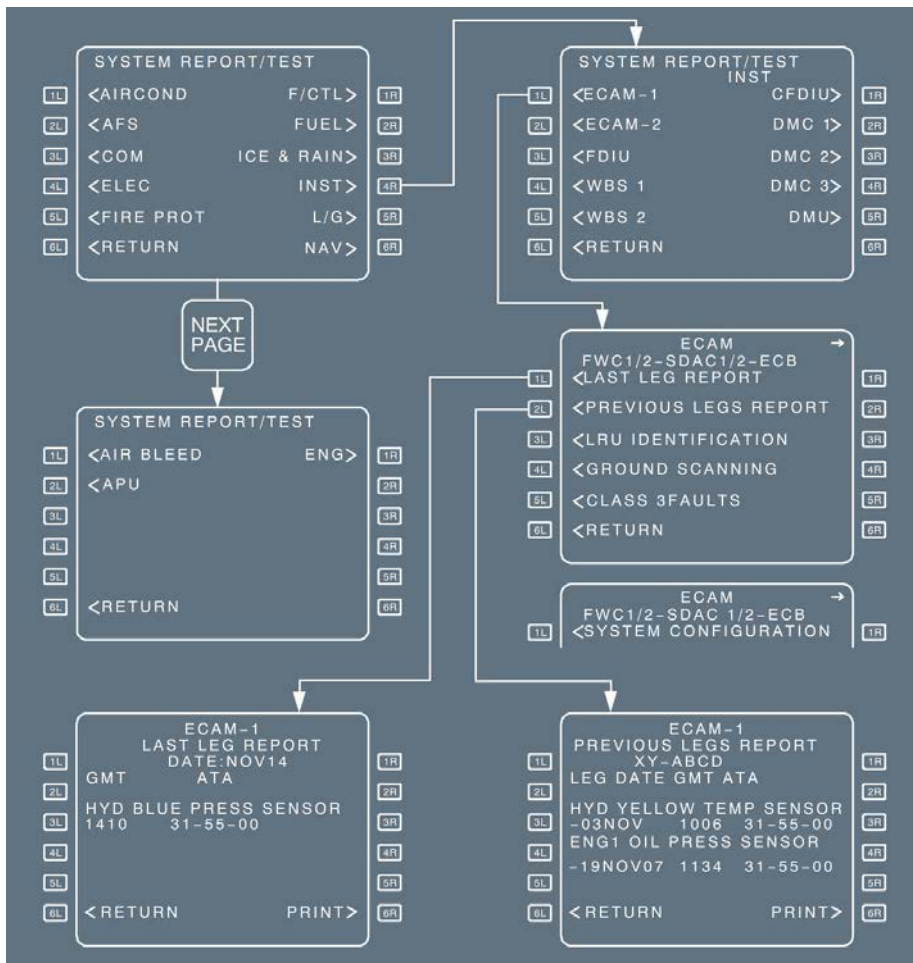 SYSTEM REPORT/TEST
1L <AIRCOND F/CTL> 1R
2L <AFS FUEL> 2R
3L <COM ICE & RAIN> 3R
4L <ELEC INST> 4R
5L <FIRE PROT L/G> 5R
6L <RETURN NAV> 6R
SYSTEM REPORT/TEST
INST
1L <ECAM-1 CFDIU> 1R
2L <ECAM-2 DMC 1> 2R
3L <FDIU DMC 2> 3R
4L <WBS 1 DMC 3> 4R
5L <WBS 2 DMU> 5R
6L <RETURN 6R
NEXT
PAGE
SYSTEM REPORT/TEST
1L <AIR BLEED ENG> 1R
2L <APU 2R
3L 3R
4L 4R
5L 5R
6L <RETURN 6R
ECAM →
FWC1/2-SDAC1/2-ECB
1L <LAST LEG REPORT 1R
2L <PREVIOUS LEGS REPORT 2R
3L <LRU IDENTIFICATION 3R
4L <GROUND SCANNING 4R
5L <CLASS 3FAULTS 5R
6L <RETURN 6R
ECAM →
FWC1/2-SDAC 1/2-ECB
1L <SYSTEM CONFIGURATION 1R
ECAM-1
LAST LEG REPORT
1L DATE:NOV14 1R
GMT ATA
2L 2R
HYD BLUE PRESS SENSOR
3L 1410 31-55-00 3R
4L 4R
5L 5R
6L <RETURN PRINT> 6R
ECAM-1
PREVIOUS LEGS REPORT
1L XY-ABCD 1R
LEG DATE GMT ATA
2L 2R
HYD YELLOW TEMP SENSOR
3L -03NOV 1006 31-55-00 3R
ENG1 OIL PRESS SENSOR
4L 4R
-19NOV07 1134 31-55-00
5L 5R
6L <RETURN PRINT> 6R